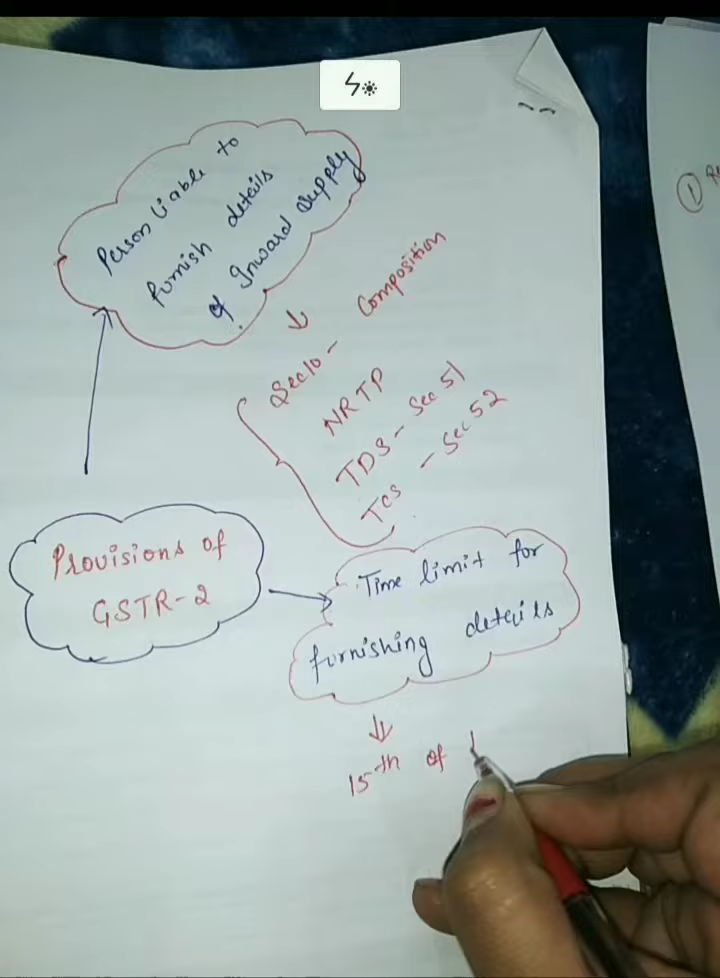 Person liable to
furnish details
of Inward Supply
↓
Sec10 - Composition
NRTP
TDS - Sec 51
TCS - Sec 52
Provisions of
GSTR-2
Time limit for
furnishing details
15th of
①